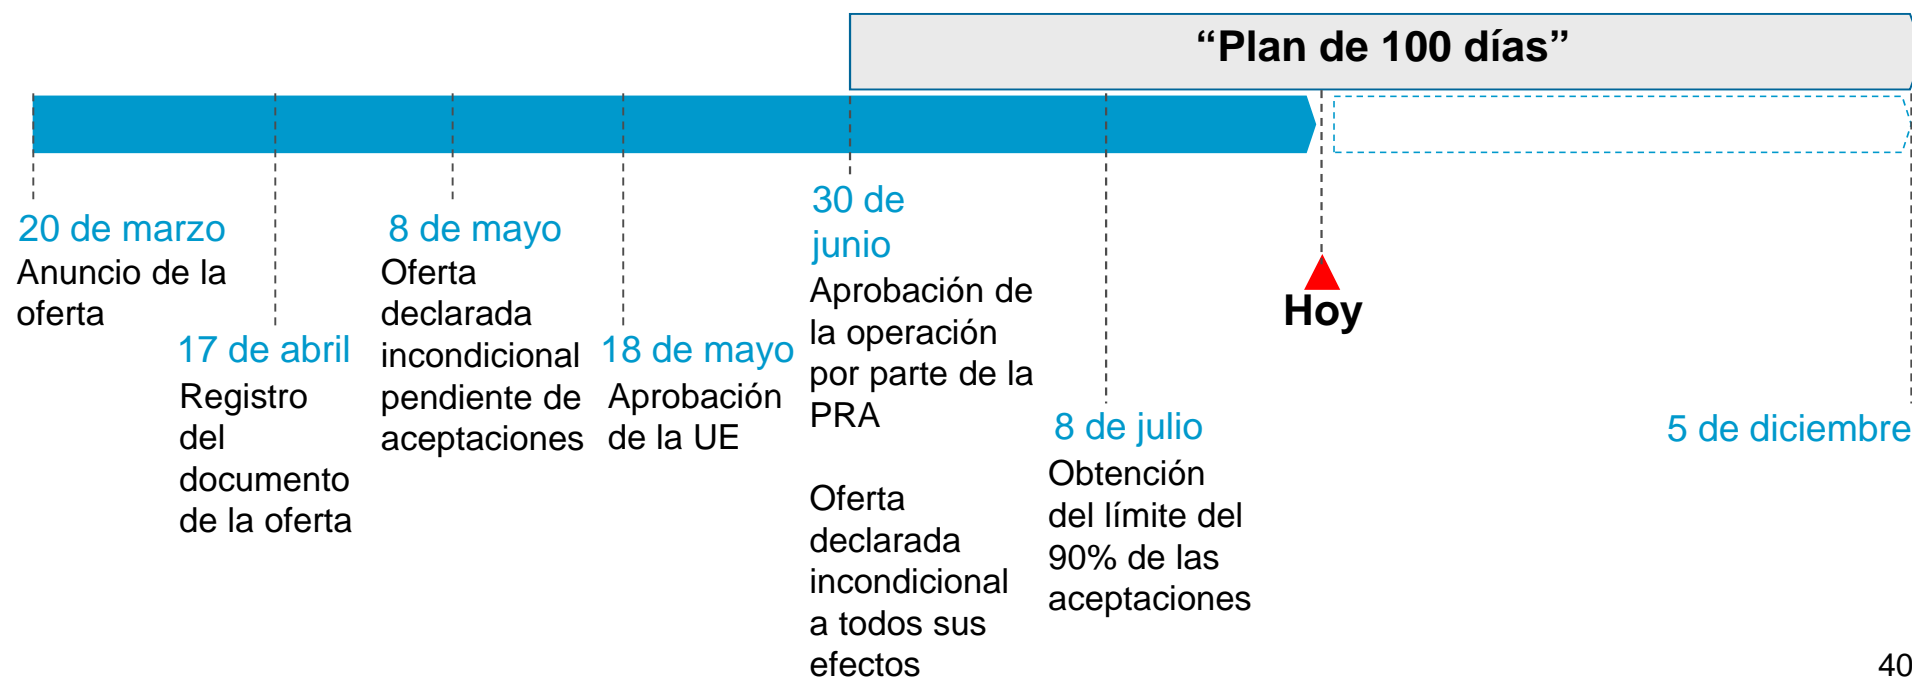 “Plan de 100 días”
20 de marzo
Anuncio de la
oferta
17 de abril
Registro
del
documento
de la oferta
8 de mayo
Oferta
declarada
incondicional
pendiente de
aceptaciones
18 de mayo
Aprobación
de la UE
30 de
junio
Aprobación de
la operación
por parte de la
PRA
Oferta
declarada
incondicional
a todos sus
efectos
8 de julio
Obtención
del límite del
90% de las
aceptaciones
Hoy
5 de diciembre
40